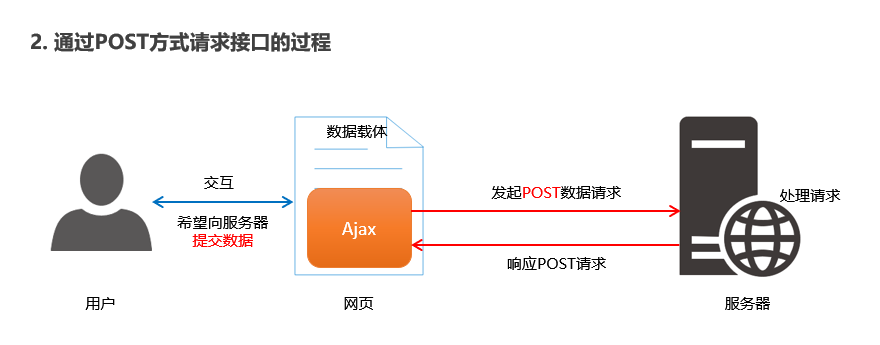 2. 通过POST方式请求接口的过程
数据载体
交互
希望向服务器
提交数据
Ajax
发起POST数据请求
响应POST请求
处理请求
用户
网页
服务器